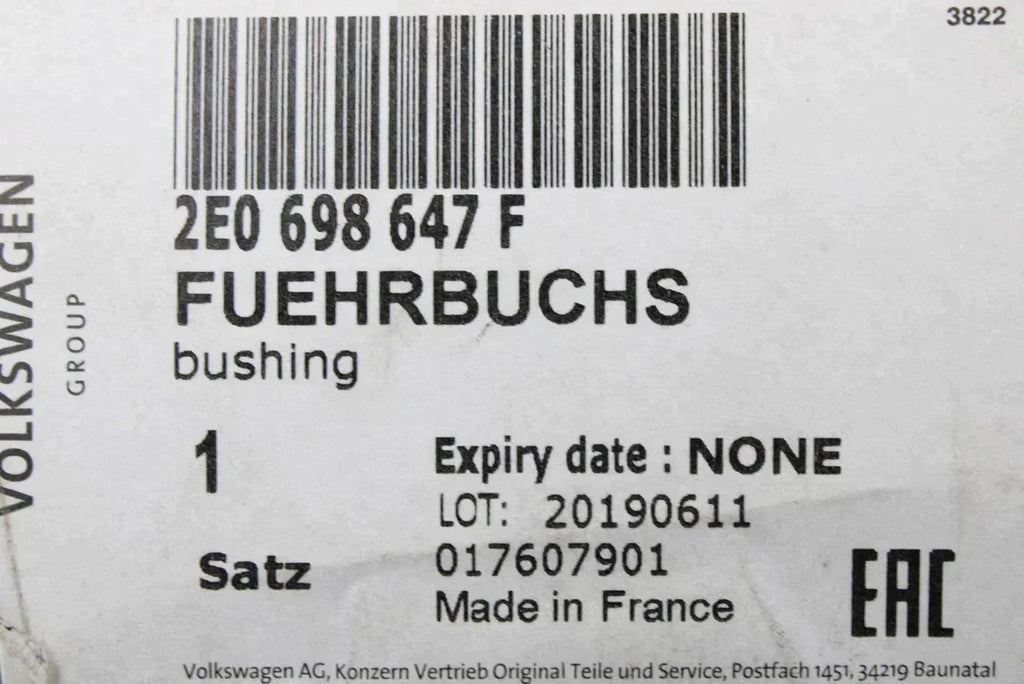 3822
2E0 698 647 F
FUEHRBUCHS
bushing
1
Satz
Expiry date : NONE
LOT: 20190611
017607901
Made in France
EAC
VOLKSWAGEN
GROUP
Volkswagen AG, Konzern Vertrieb Original Teile und Service, Postfach 1451, 34219 Baunatal